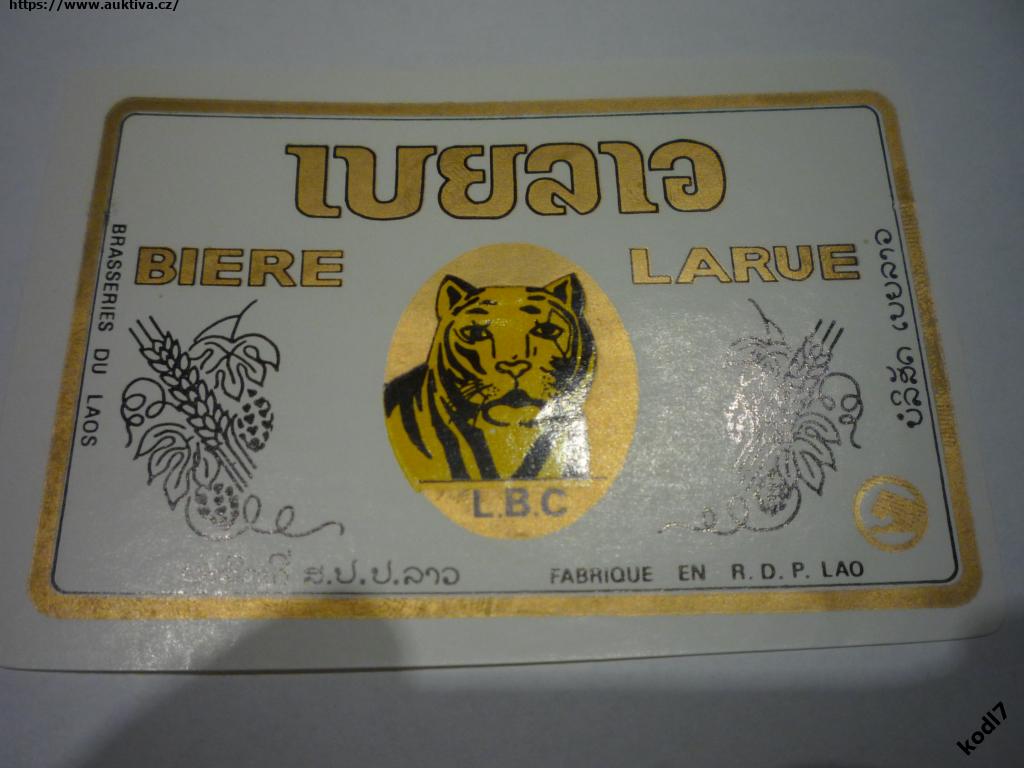 https://www.auktiva.cz/
ເບຍລາວ
BIERE LARUE
BRASSERIES DU LAOS
ບໍລິສັດ ເບຍລາວ
L.B.C
ສ.ປ.ປ.ລາວ
FABRIQUE EN R. D. P. LAO
kodl7